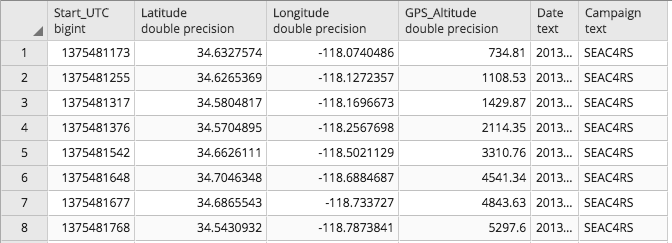 Start_UTC Latitude Longitude GPS_Altitude Date Campaign
bigint double precision double precision double precision text text
1 1375481173 34.6327574 -118.0740486 734.81 2013... SEAC4RS
2 1375481255 34.6265369 -118.1272357 1108.53 2013... SEAC4RS
3 1375481317 34.5804817 -118.1696673 1429.87 2013... SEAC4RS
4 1375481376 34.5704895 -118.2567698 2114.35 2013... SEAC4RS
5 1375481542 34.6626111 -118.5021129 3310.76 2013... SEAC4RS
6 1375481648 34.7046348 -118.6884687 4541.34 2013... SEAC4RS
7 1375481677 34.6865543 -118.733727 4843.63 2013... SEAC4RS
8 1375481768 34.5430932 -118.7873841 5297.6 2013... SEAC4RS